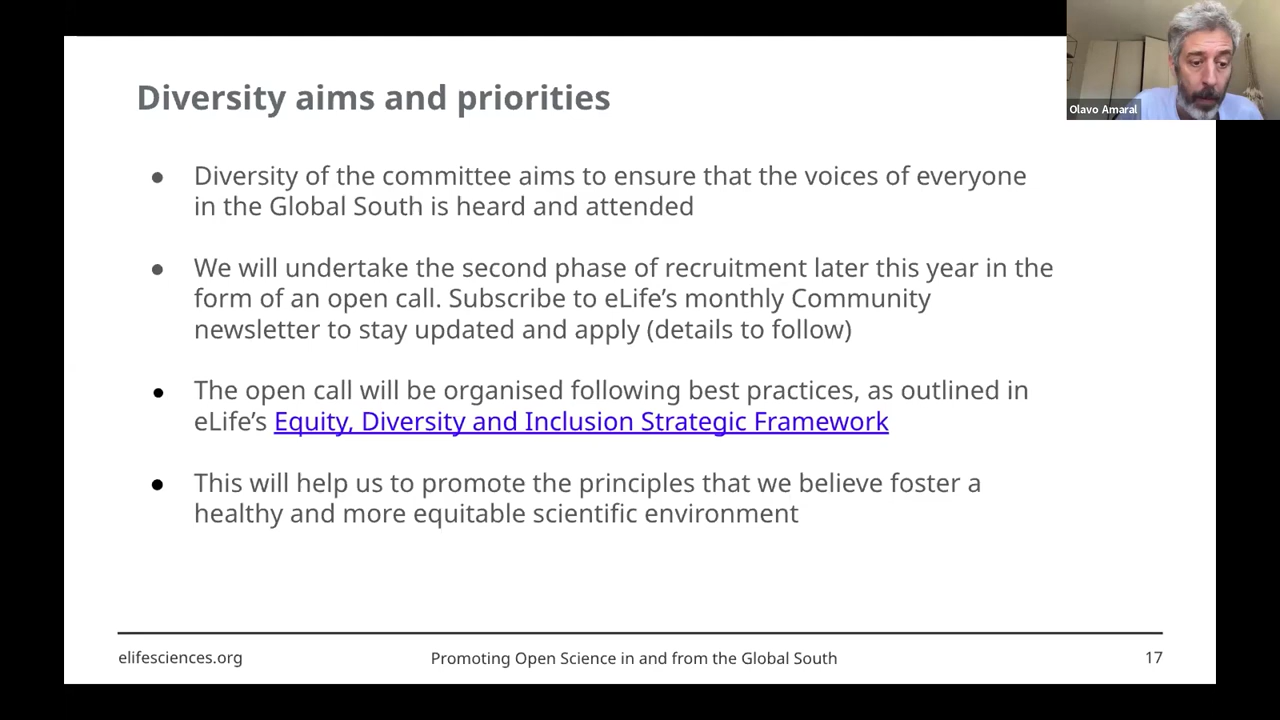 Diversity aims and priorities
Olavo Amaral
● Diversity of the committee aims to ensure that the voices of everyone
in the Global South is heard and attended
● We will undertake the second phase of recruitment later this year in the
form of an open call. Subscribe to eLife’s monthly Community
newsletter to stay updated and apply (details to follow)
● The open call will be organised following best practices, as outlined in
eLife’s Equity, Diversity and Inclusion Strategic Framework
● This will help us to promote the principles that we believe foster a
healthy and more equitable scientific environment
elifesciences.org
Promoting Open Science in and from the Global South
17